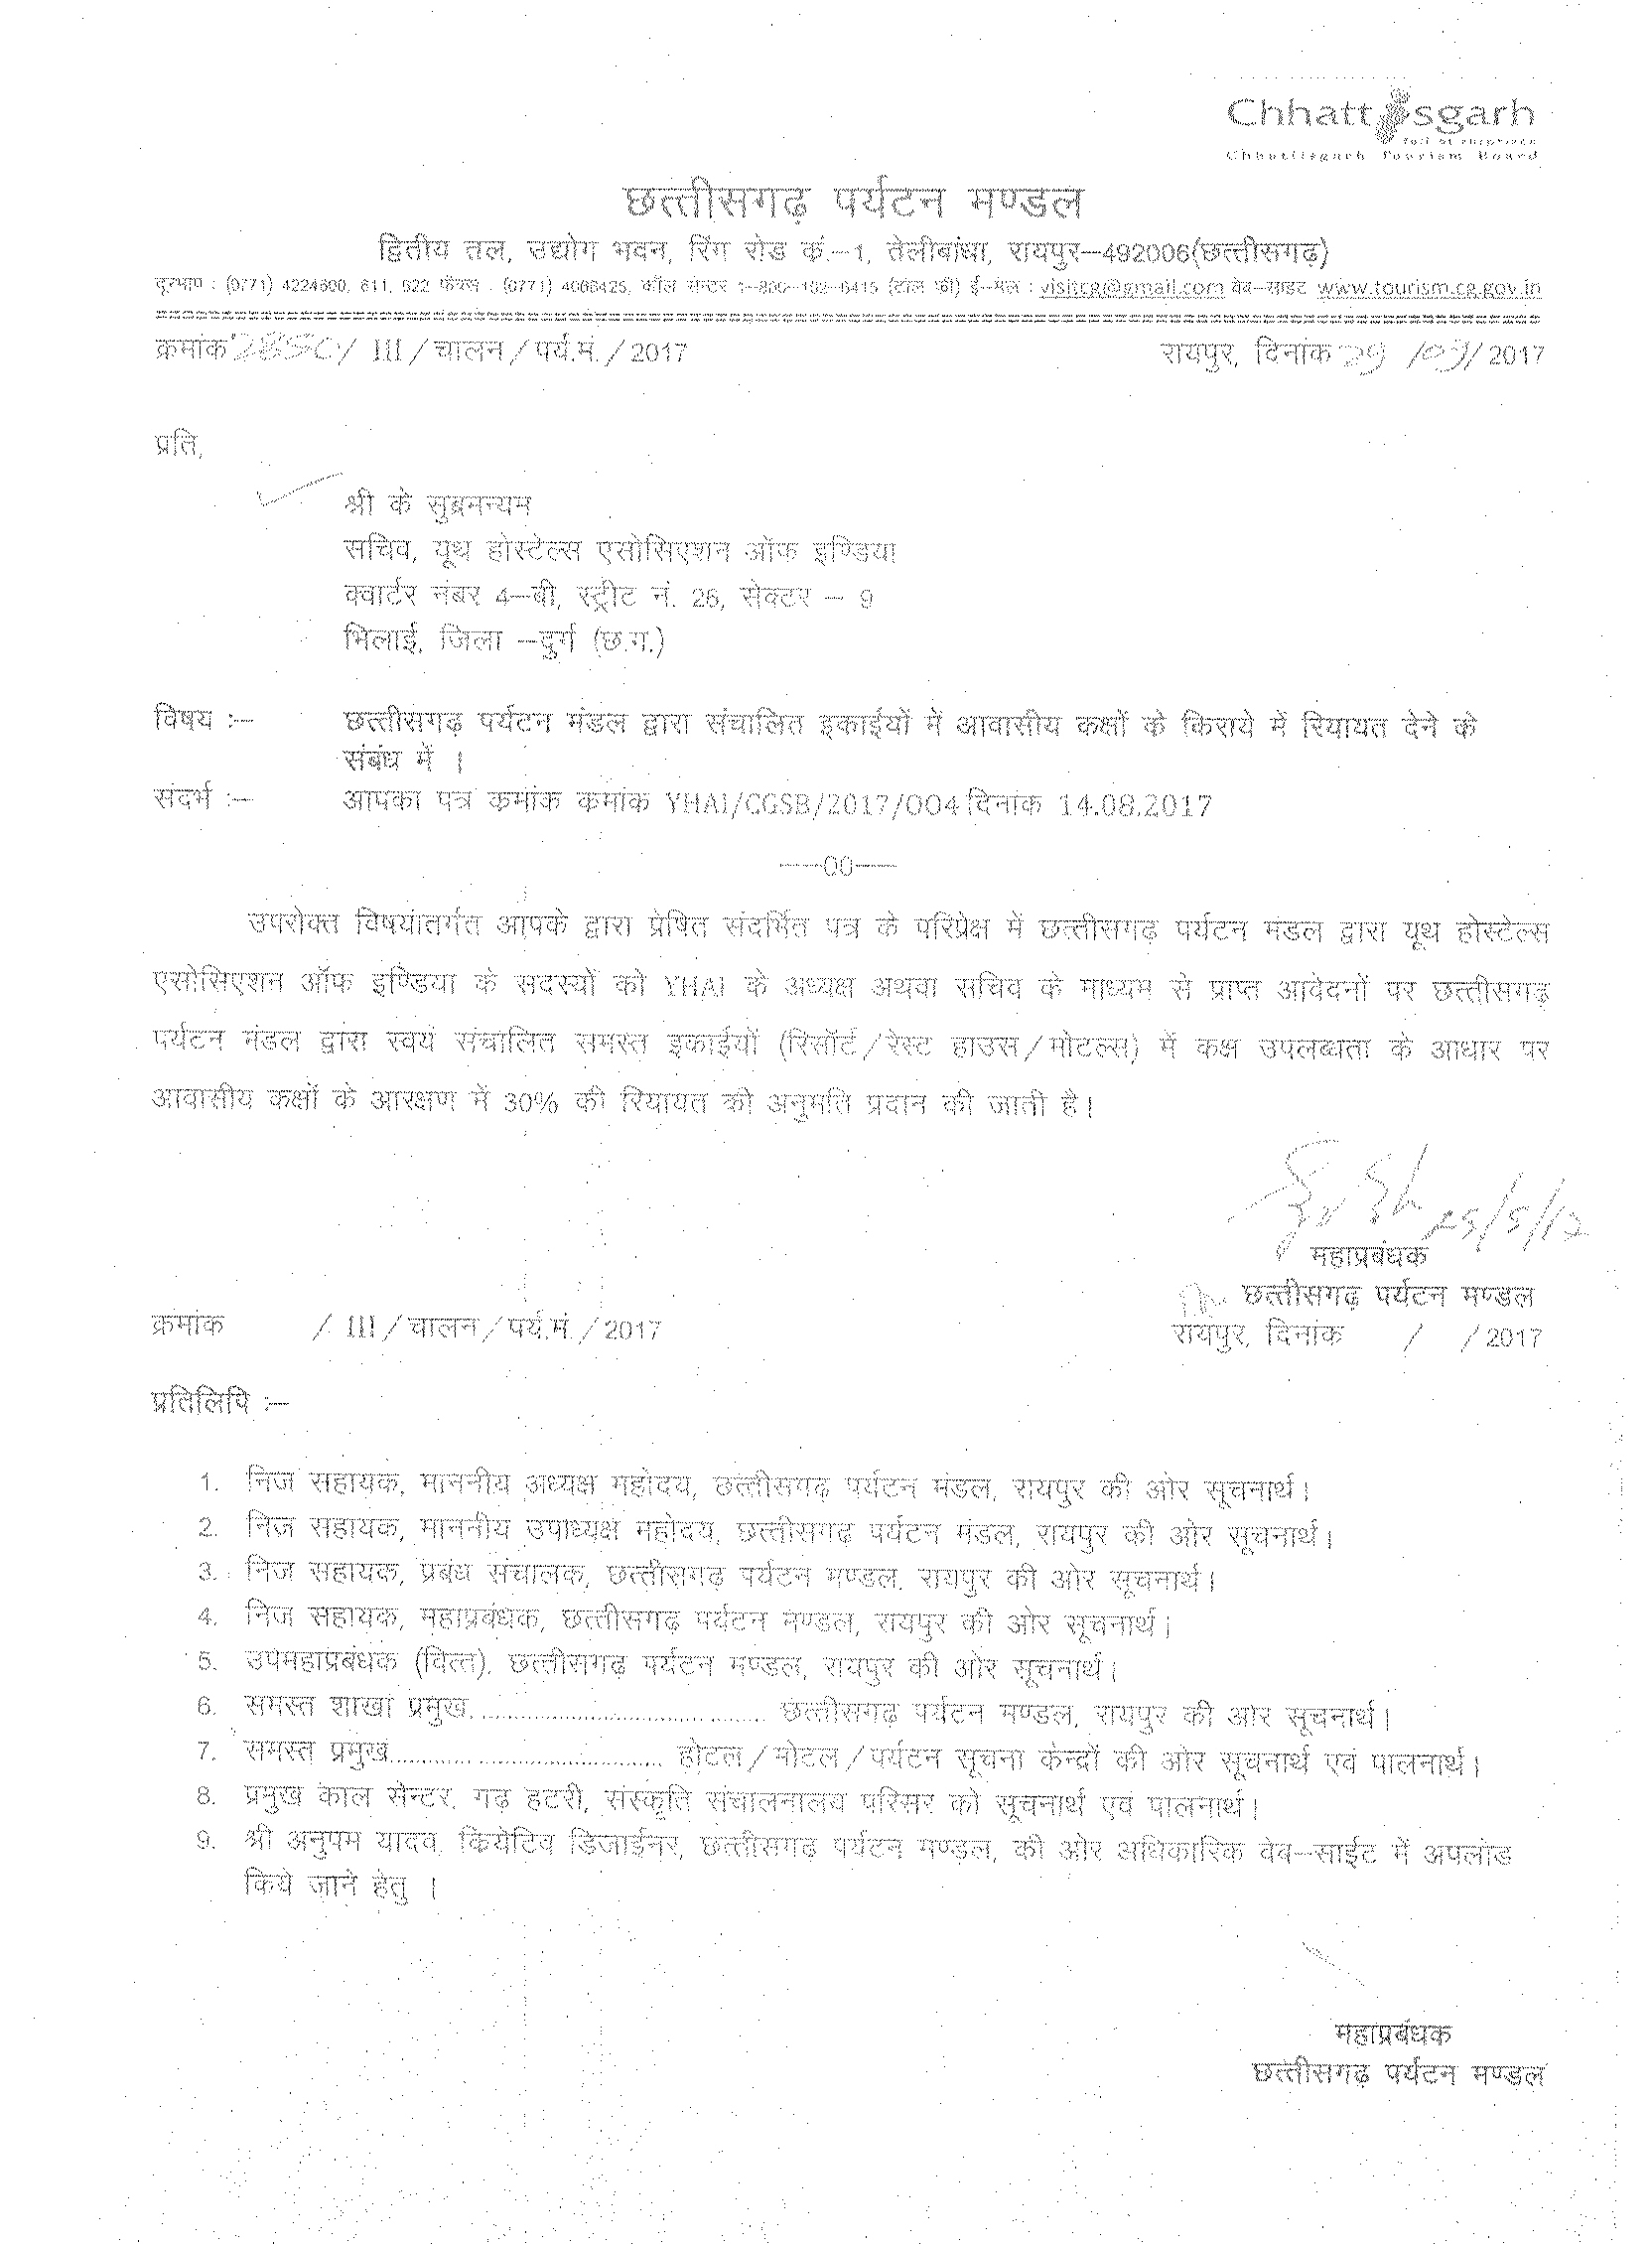 Chhattisgarh
full of surprises
Chhattisgarh Tourism Board
छत्तीसगढ़ पर्यटन मण्डल
द्वितीय तल, उद्योग भवन, रिंग रोड कं.–1, तेलीबांधा, रायपुर–492006(छत्तीसगढ़)
दूरभाष : (0771) 4224600, 611, 622 फैक्स : (0771) 4066425, कॉल सेन्टर 1–800–102–6415 (टोल फ्री) ई–मेल : visitcg@gmail.com वेब–साइट www.tourism.cg.gov.in
क्रमांक / III / चालन / पर्य.मं. / 2017 रायपुर, दिनांक 29 /09/ 2017
प्रति,
श्री के सुब्रमन्यम
सचिव, यूथ होस्टेल्स एसोसिएशन ऑफ इण्डिया
क्वार्टर नंबर 4–बी, स्ट्रीट नं. 26, सेक्टर – 9
भिलाई, जिला –दुर्ग (छ.ग.)
विषय :– छत्तीसगढ़ पर्यटन मंडल द्वारा संचालित इकाईयों में आवासीय कक्षों के किराये में रियायत देने के
संबंध में ।
संदर्भ :– आपका पत्र कमांक कमांक YHAI/CGSB/2017/004 दिनांक 14.08.2017
----00----
उपरोक्त विषयांतर्गत आपके द्वारा प्रेषित संदर्भित पत्र के परिप्रेक्ष में छत्तीसगढ़ पर्यटन मंडल द्वारा यूथ होस्टेल्स
एसोसिएशन ऑफ इण्डिया के सदस्यों को YHAI के अध्यक्ष अथवा सचिव के माध्यम से प्राप्त आवेदनों पर छत्तीसगढ़
पर्यटन मंडल द्वारा स्वयं संचालित समस्त इकाईयों (रिसॉर्ट/रेस्ट हाउस/मोटल्स) में कक्ष उपलब्धता के आधार पर
आवासीय कक्षों के आरक्षण में 30% की रियायत की अनुमति प्रदान की जाती है।
महाप्रबंधक
छत्तीसगढ़ पर्यटन मण्डल
क्रमांक / III / चालन / पर्य.मं. / 2017 रायपुर, दिनांक / / 2017
प्रतिलिपि :–
1. निज सहायक, माननीय अध्यक्ष महोदय, छत्तीसगढ़ पर्यटन मंडल, रायपुर की ओर सूचनार्थ।
2. निज सहायक, माननीय उपाध्यक्ष महोदय, छत्तीसगढ़ पर्यटन मंडल, रायपुर की ओर सूचनार्थ।
3. निज सहायक, प्रबंध संचालक, छत्तीसगढ़ पर्यटन मण्डल, रायपुर की ओर सूचनार्थ।
4. निज सहायक, महाप्रबंधक, छत्तीसगढ़ पर्यटन मण्डल, रायपुर की ओर सूचनार्थ।
5. उपमहाप्रबंधक (वित्त), छत्तीसगढ़ पर्यटन मण्डल, रायपुर की ओर सूचनार्थ।
6. समस्त शाखा प्रमुख........................................ छत्तीसगढ़ पर्यटन मण्डल, रायपुर की ओर सूचनार्थ।
7. समस्त प्रमुख..................................... होटल/मोटल/पर्यटन सूचना केन्दों की ओर सूचनार्थ एवं पालनार्थ।
8. प्रमुख काल सेन्टर, गढ़ हटरी, संस्कृति संचालनालय परिसर को सूचनार्थ एवं पालनार्थ।
9. श्री अनुपम यादव, कियेटिव डिजाईनर, छत्तीसगढ़ पर्यटन मण्डल, की ओर अधिकारिक वेब–साईट में अपलोड
किये जाने हेतु ।
महाप्रबंधक
छत्तीसगढ़ पर्यटन मण्डल